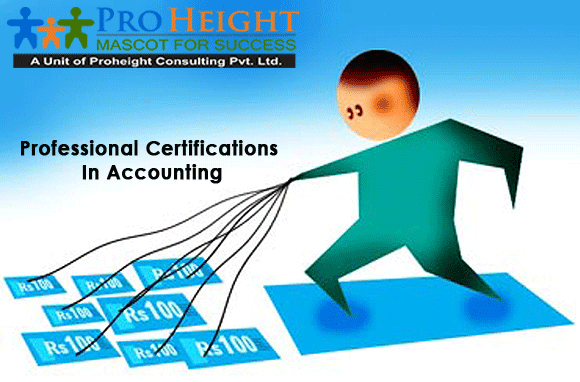 PRO HEIGHT
MASCOT FOR SUCCESS
A Unit of Proheight Consulting Pvt. Ltd.
Professional Certifications
In Accounting
Rs100
Rs100
Rs100
Rs100
Rs100
Rs100
Rs100
Rs100